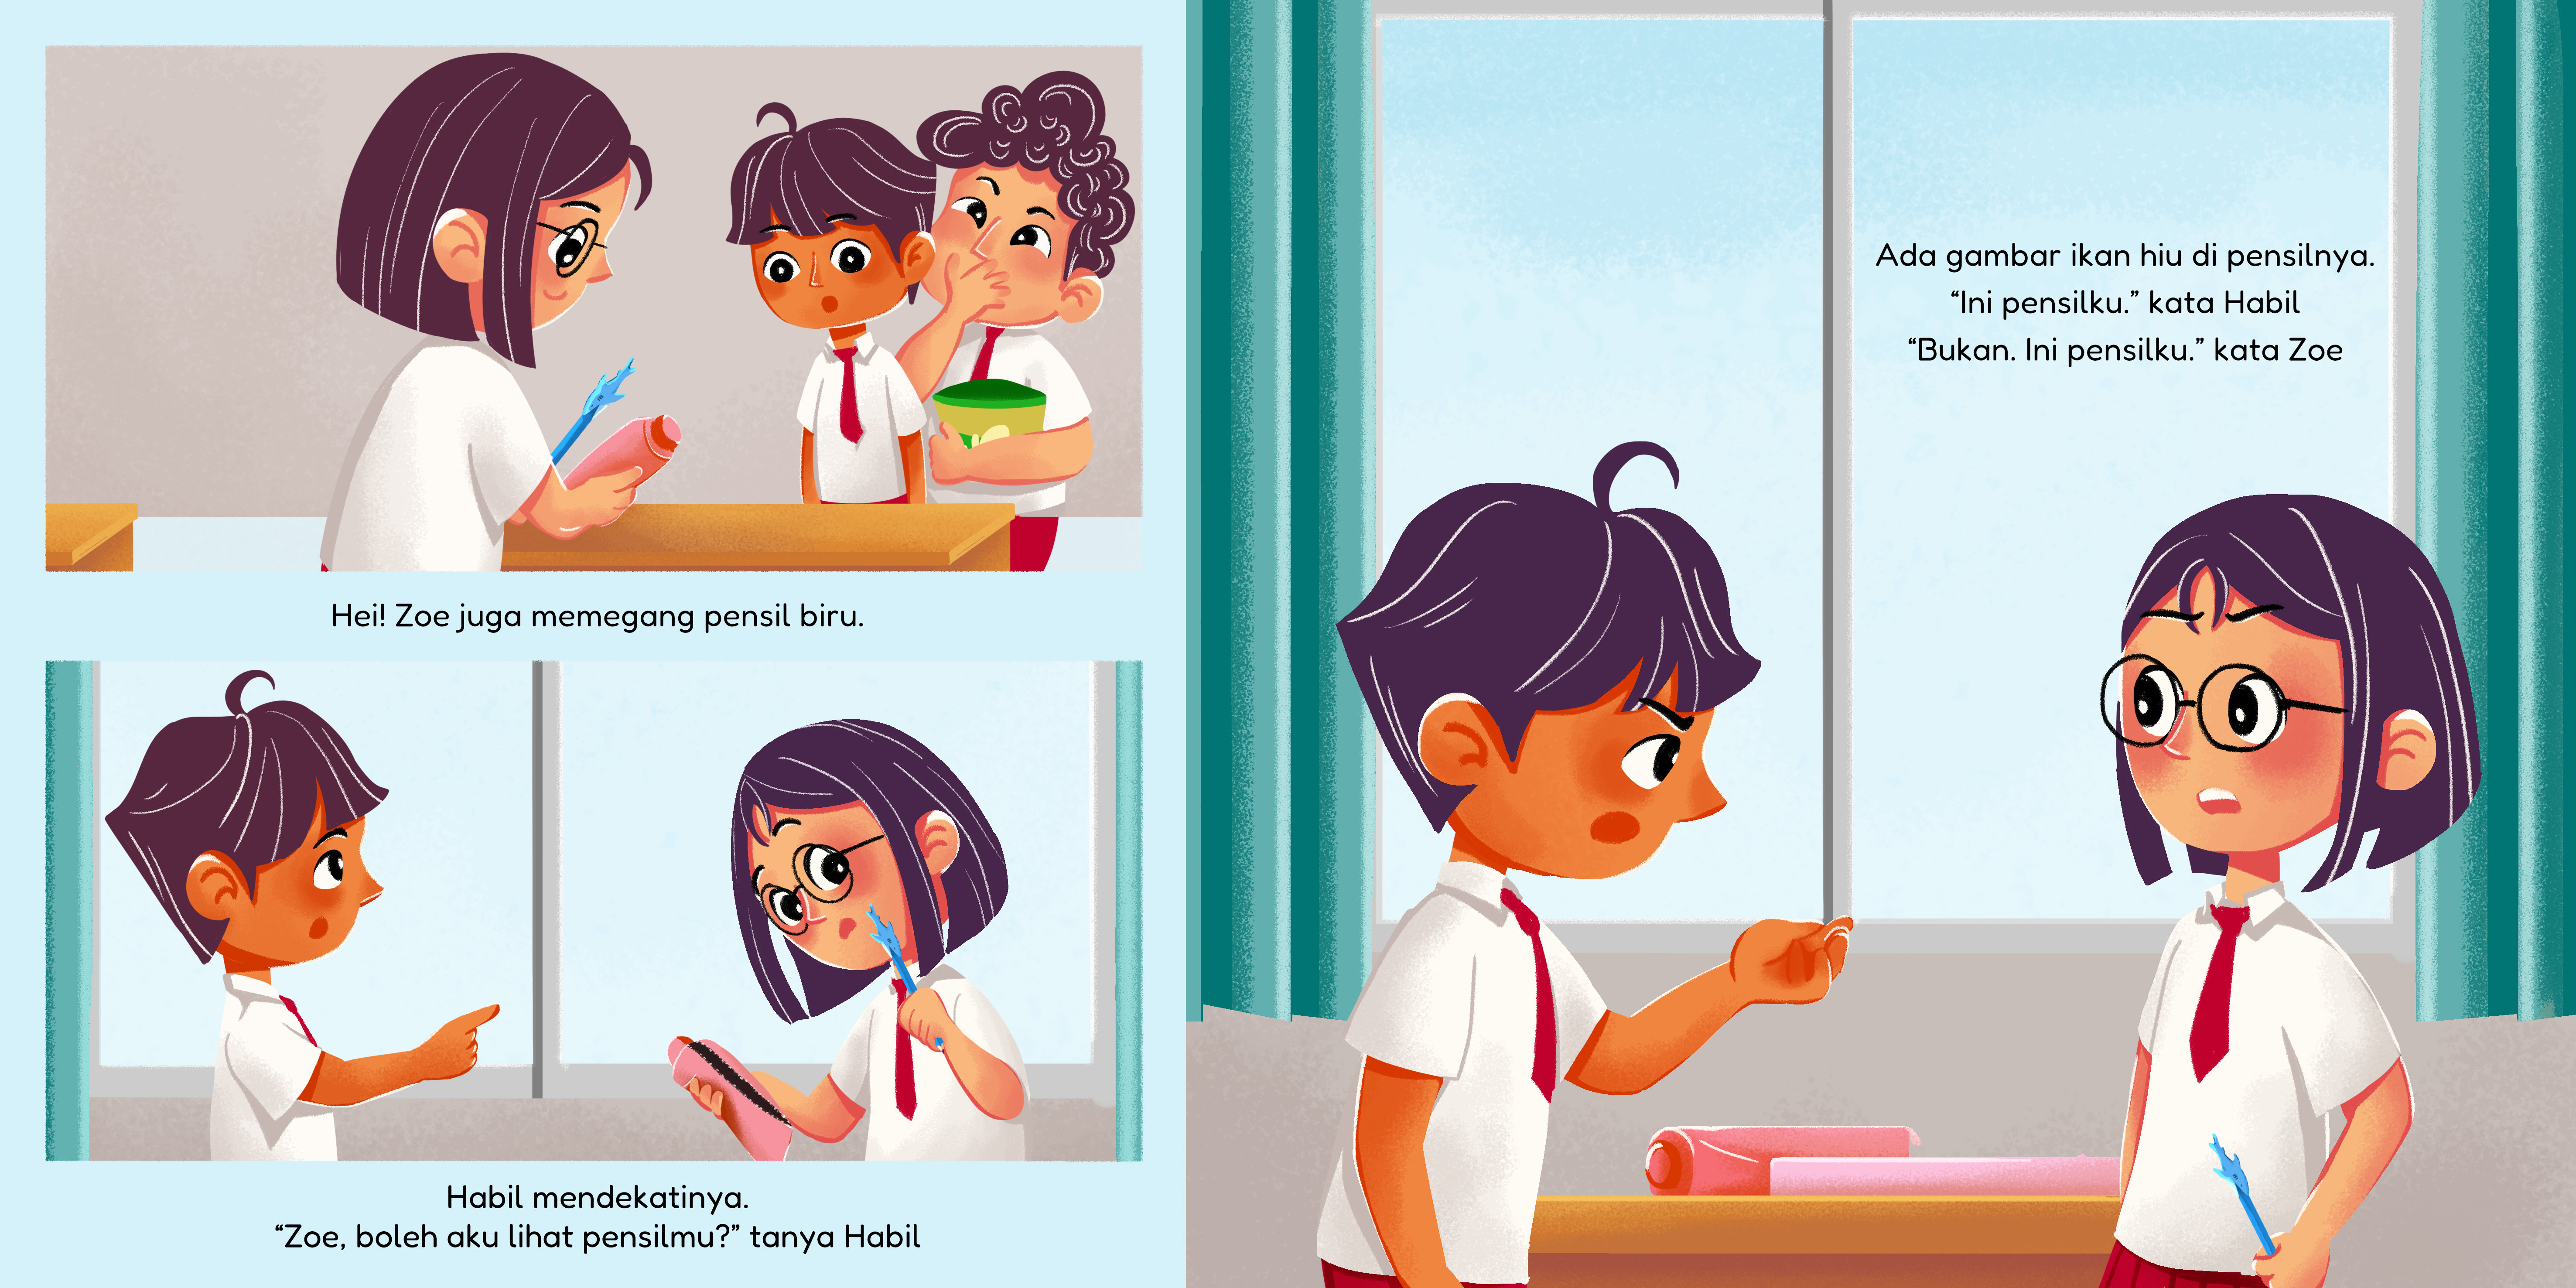 Hei! Zoe juga memegang pensil biru.
Habil mendekatinya.
“Zoe, boleh aku lihat pensilmu?” tanya Habil
Ada gambar ikan hiu di pensilnya.
“Ini pensilku.” kata Habil
“Bukan. Ini pensilku.” kata Zoe